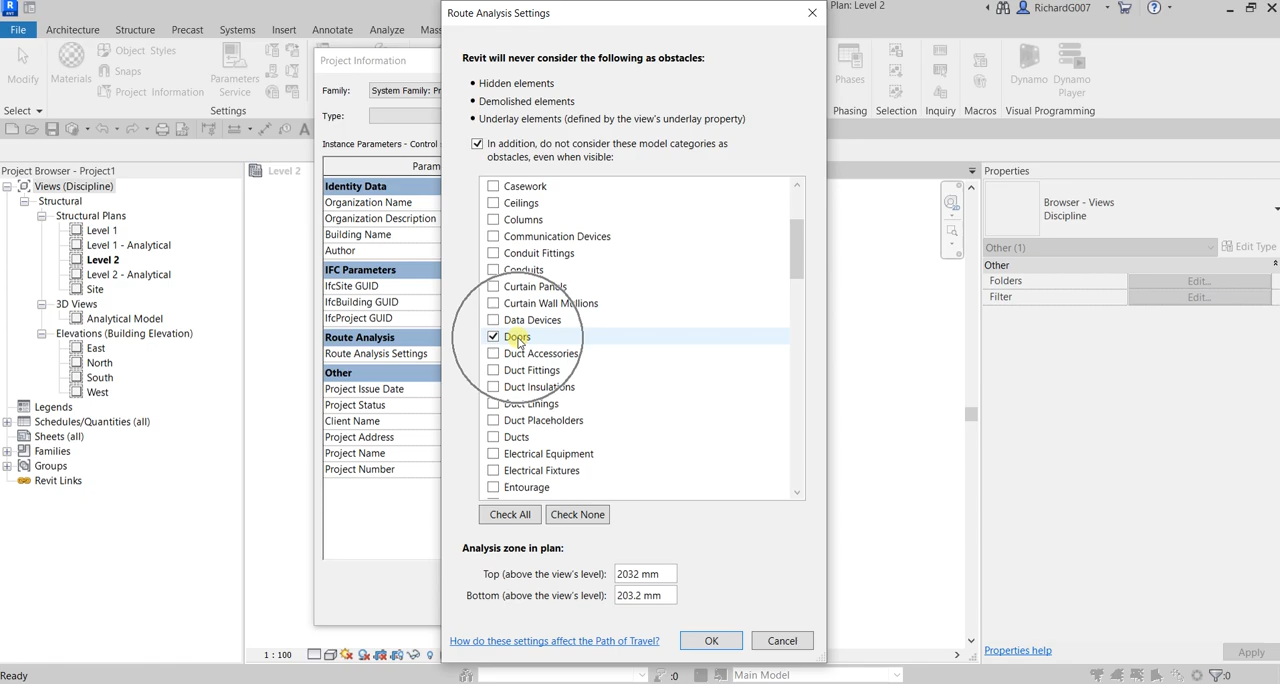 Route Analysis Settings
Plan: Level 2
RichardG007
File
Architecture
Structure
Precast
Systems
Insert
Annotate
Analyze
Mass
Modify
Materials
Object Styles
Snaps
Project Information
Parameters
Service
Phases
Dynamo
Dynamo
Player
Select
Settings
Phasing
Selection
Inquiry
Macros
Visual Programming
Project Browser - Project1
Views (Discipline)
Structural
Structural Plans
Level 1
Level 1 - Analytical
Level 2
Level 2 - Analytical
Site
3D Views
Analytical Model
Elevations (Building Elevation)
East
North
South
West
Legends
Schedules/Quantities (all)
Sheets (all)
Families
Groups
Revit Links
Level 2
1 : 100
Project Information
Family:
System Family: Pr
Type:
Instance Parameters - Control
Param
Identity Data
Organization Name
Organization Description
Building Name
Author
IFC Parameters
IfcSite GUID
IfcBuilding GUID
IfcProject GUID
Route Analysis
Route Analysis Settings
Other
Project Issue Date
Project Status
Client Name
Project Address
Project Name
Project Number
Revit will never consider the following as obstacles:
• Hidden elements
• Demolished elements
• Underlay elements (defined by the view's underlay property)
In addition, do not consider these model categories as
obstacles, even when visible:
Casework
Ceilings
Columns
Communication Devices
Conduit Fittings
Conduits
Curtain Panels
Curtain Wall Mullions
Data Devices
Doors
Duct Accessories
Duct Fittings
Duct Insulations
Duct Linings
Duct Placeholders
Ducts
Electrical Equipment
Electrical Fixtures
Entourage
Check All
Check None
Analysis zone in plan:
Top (above the view's level):
2032 mm
Bottom (above the view's level):
203.2 mm
How do these settings affect the Path of Travel?
OK
Cancel
Properties
Browser - Views
Discipline
Other (1)
Edit Type
Other
Folders
Edit...
Filter
Edit...
Properties help
Apply
Ready
:0
Main Model
:0